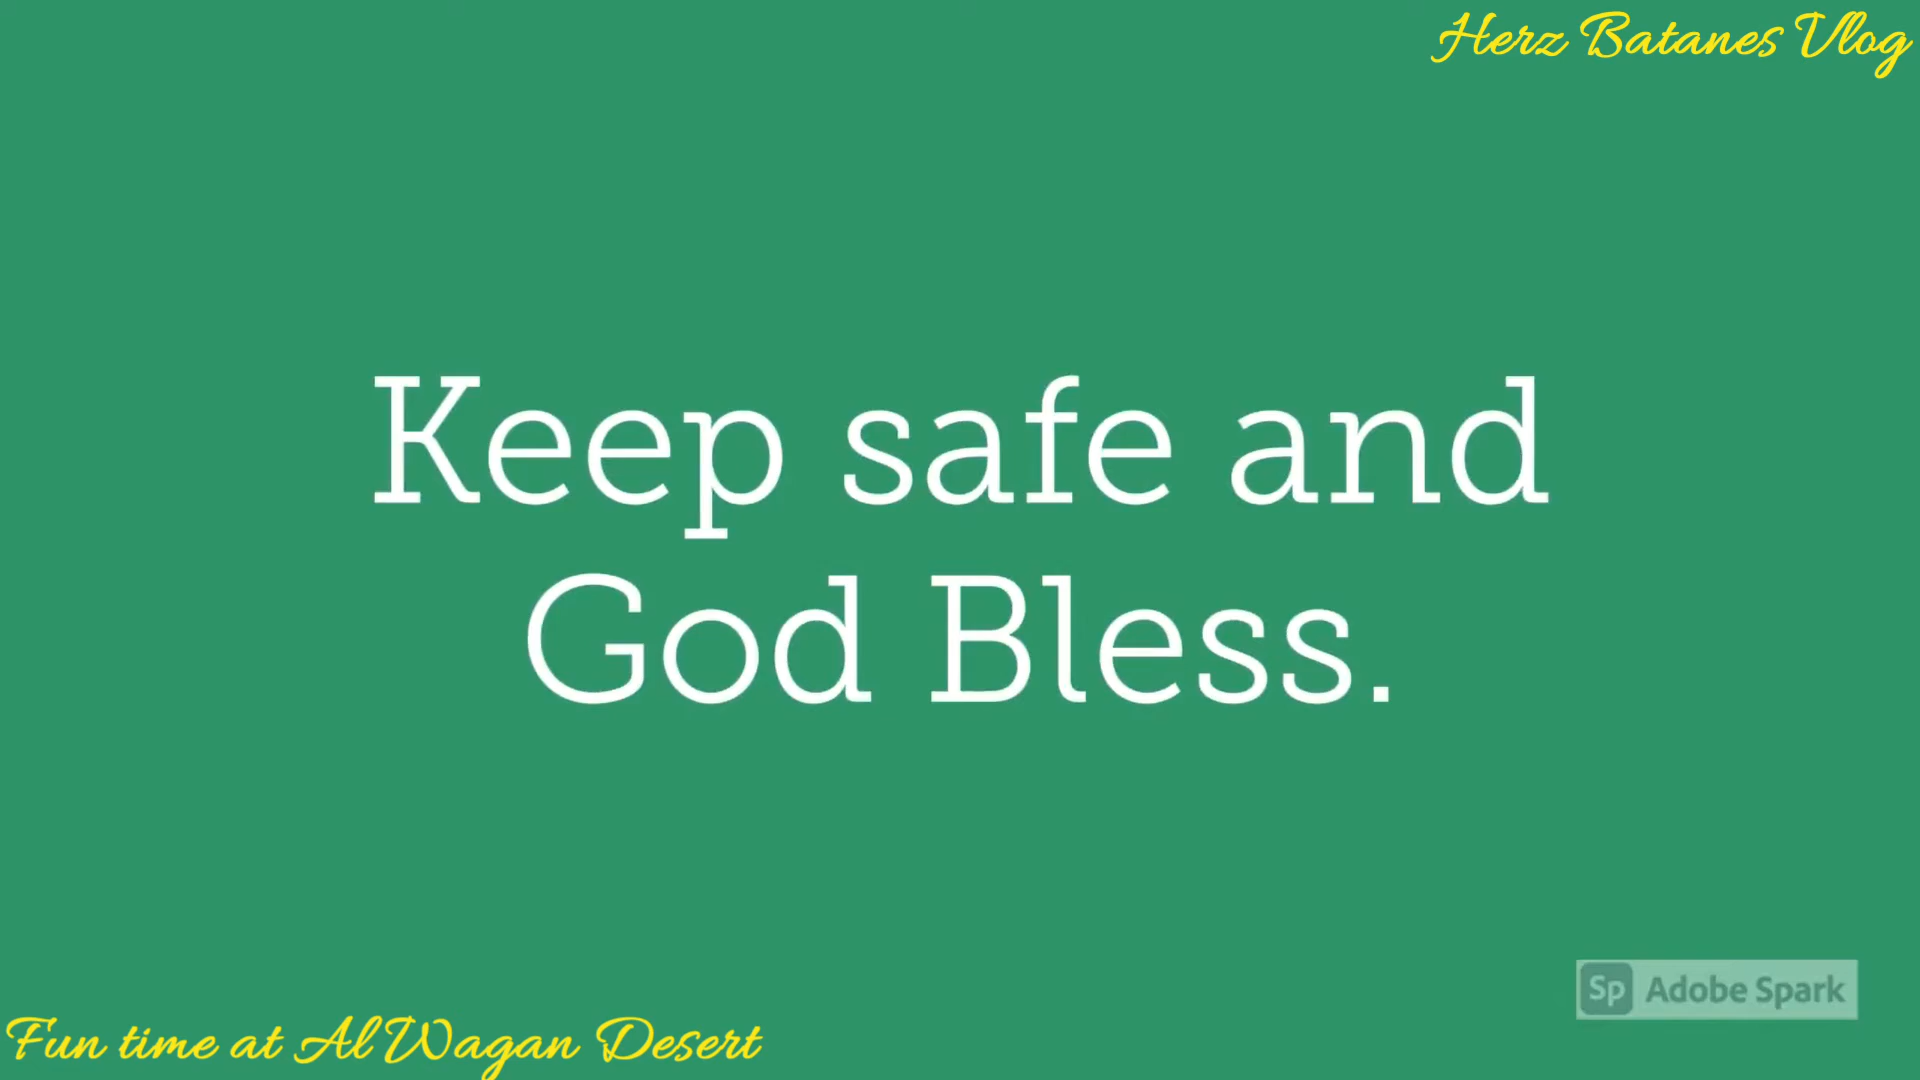 Herz Batanes Vlog
Keep safe and
God Bless.
Sp Adobe Spark
Fun time at Al Wagan Desert